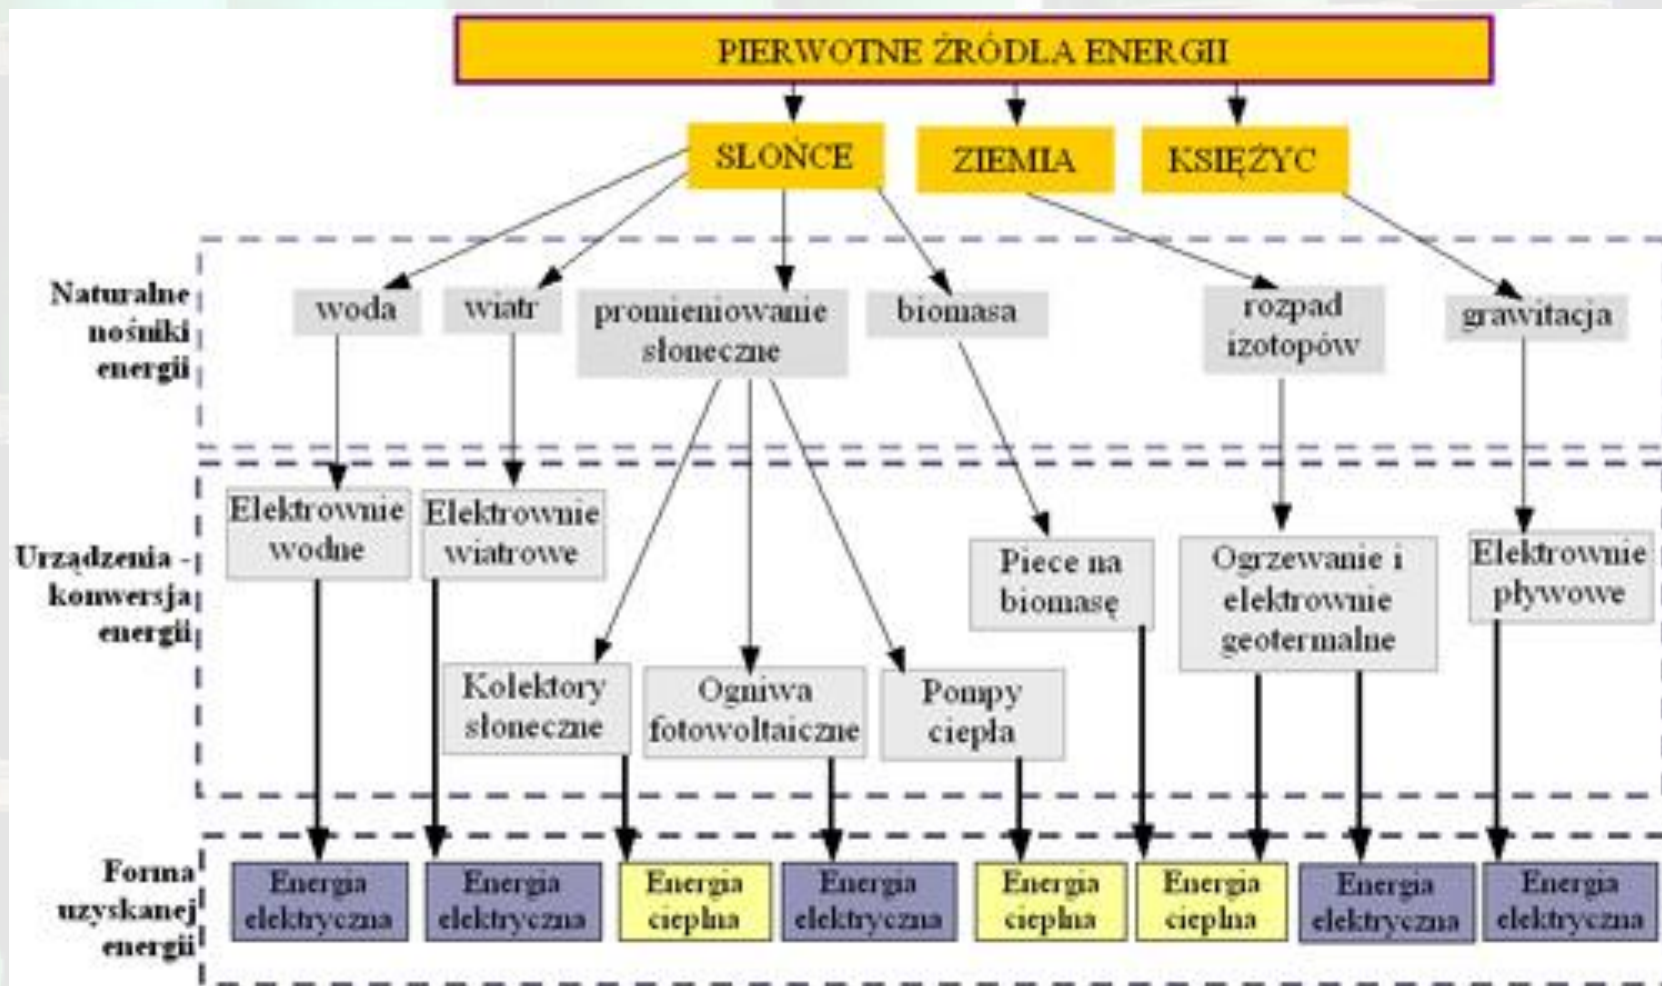 PIERWOTNE ŹRÓDŁA ENERGII
SŁOŃCE
ZIEMIA
KSIĘŻYC
Naturalne
nośniki
energii
woda
wiatr
promieniowanie
słoneczne
biomasa
rozpad
izotopów
grawitacja
Urządzenia -
konwersja
energii
Elektrownie
wodne
Elektrownie
wiatrowe
Piece na
biomasę
Ogrzewanie i
elektrownie
geotermalne
Elektrownie
pływowe
Kolektory
słoneczne
Ogniwa
fotowoltaiczne
Pompy
ciepła
Forma
uzyskanej
energii
Energia
elektryczna
Energia
elektryczna
Energia
cieplna
Energia
elektryczna
Energia
cieplna
Energia
cieplna
Energia
elektryczna
Energia
elektryczna